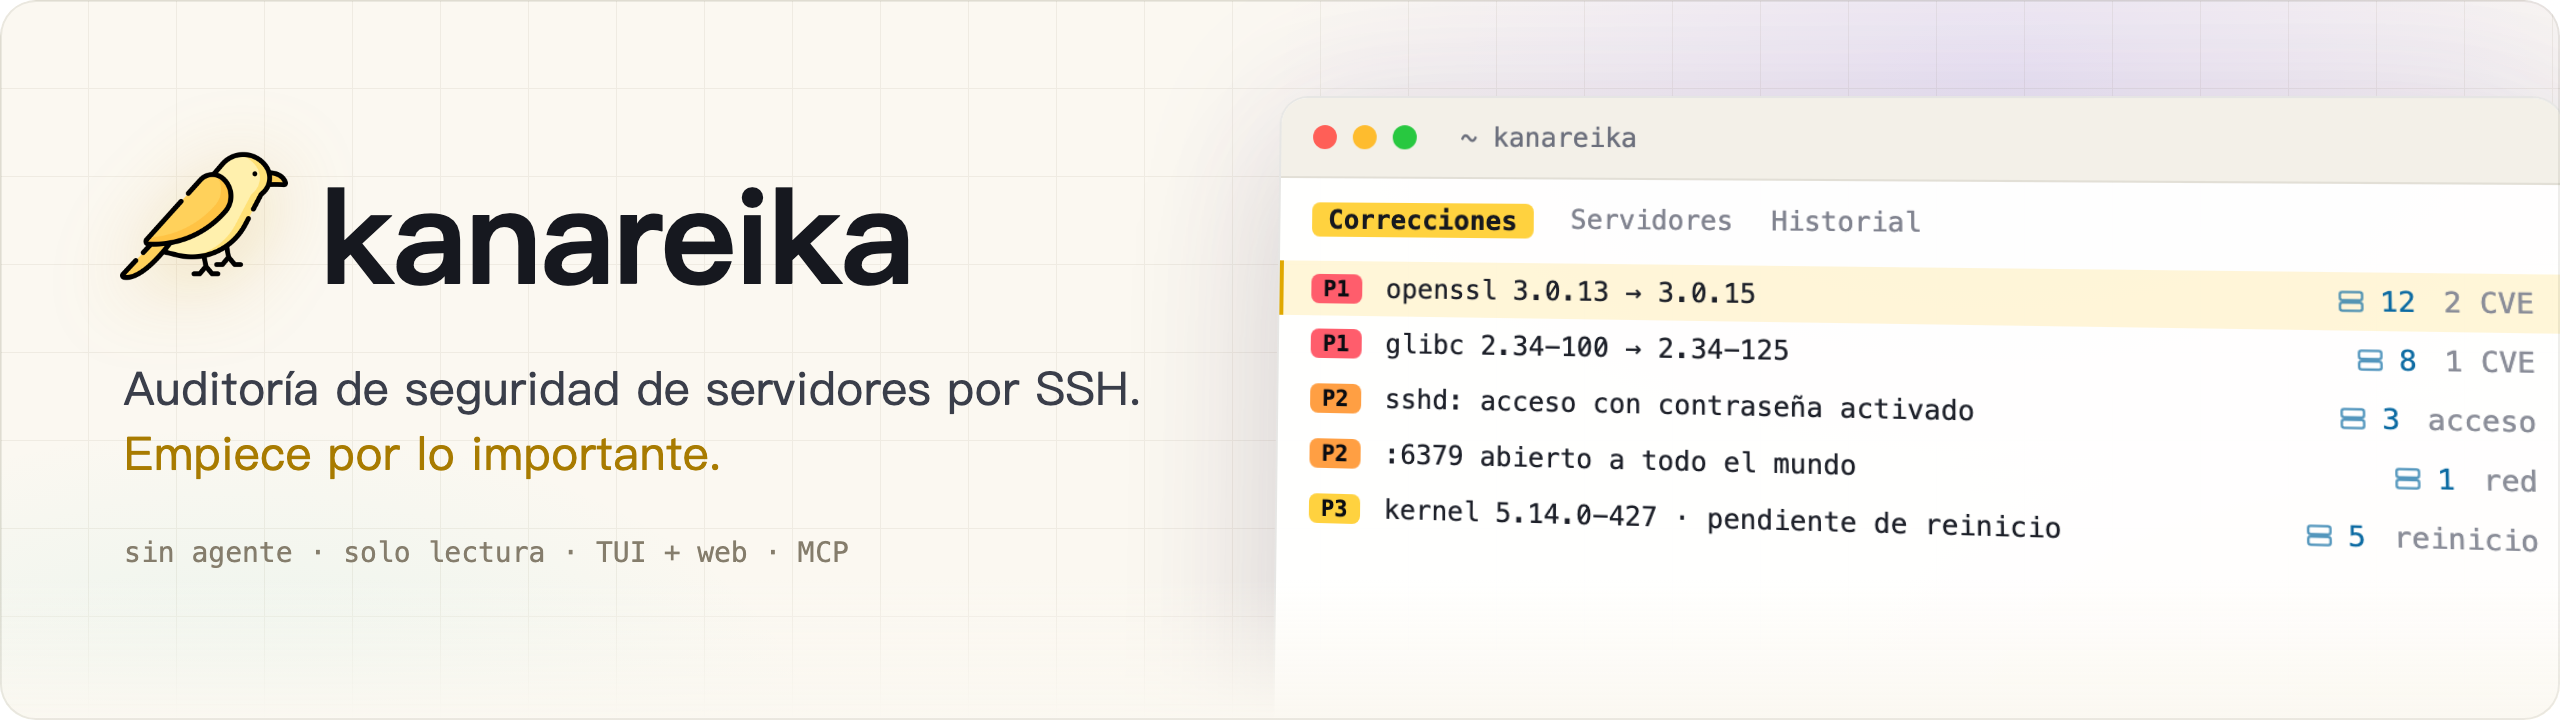 kanareika
Auditoría de seguridad de servidores por SSH.
Empiece por lo importante.
sin agente · solo lectura · TUI + web · MCP
~ kanareika
Correcciones Servidores Historial
P1 openssl 3.0.13 → 3.0.15 12 2 CVE
P1 glibc 2.34–100 → 2.34–125 8 1 CVE
P2 sshd: acceso con contraseña activado 3 acceso
P2 :6379 abierto a todo el mundo 1 red
P3 kernel 5.14.0–427 · pendiente de reinicio 5 reinicio